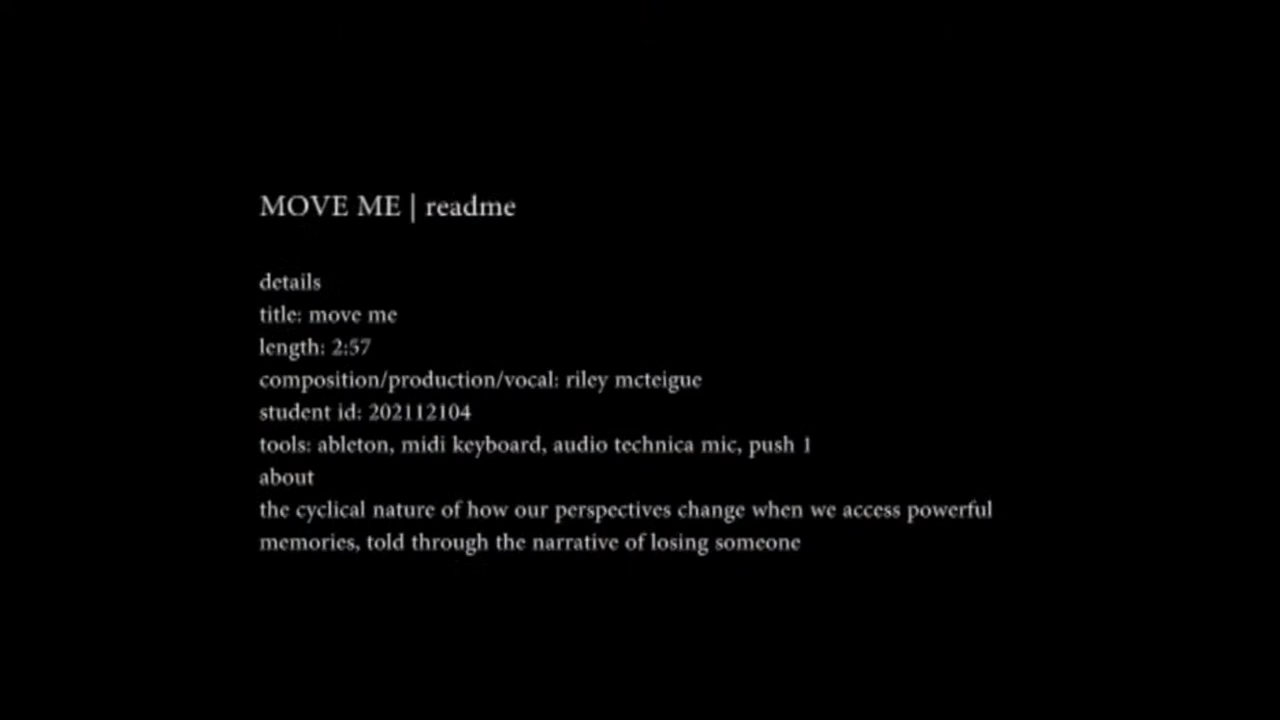 MOVE ME | readme
details
title: move me
length: 2:57
composition/production/vocal: riley mcteigue
student id: 202112104
tools: ableton, midi keyboard, audio technica mic, push 1
about
the cyclical nature of how our perspectives change when we access powerful
memories, told through the narrative of losing someone